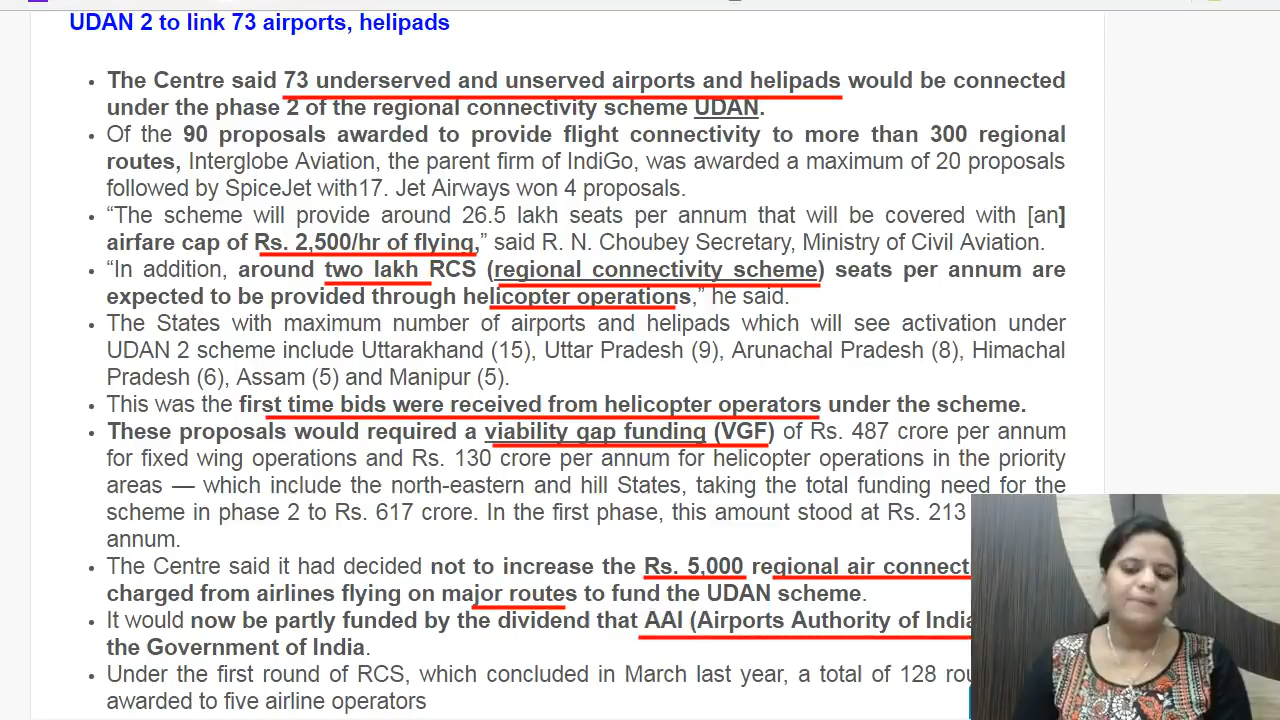 UDAN 2 to link 73 airports, helipads
• The Centre said 73 underserved and unserved airports and helipads would be connected
under the phase 2 of the regional connectivity scheme UDAN.
• Of the 90 proposals awarded to provide flight connectivity to more than 300 regional
routes, Interglobe Aviation, the parent firm of IndiGo, was awarded a maximum of 20 proposals
followed by SpiceJet with17. Jet Airways won 4 proposals.
• “The scheme will provide around 26.5 lakh seats per annum that will be covered with [an]
airfare cap of Rs. 2,500/hr of flying,” said R. N. Choubey Secretary, Ministry of Civil Aviation.
• “In addition, around two lakh RCS (regional connectivity scheme) seats per annum are
expected to be provided through helicopter operations,” he said.
• The States with maximum number of airports and helipads which will see activation under
UDAN 2 scheme include Uttarakhand (15), Uttar Pradesh (9), Arunachal Pradesh (8), Himachal
Pradesh (6), Assam (5) and Manipur (5).
• This was the first time bids were received from helicopter operators under the scheme.
• These proposals would required a viability gap funding (VGF) of Rs. 487 crore per annum
for fixed wing operations and Rs. 130 crore per annum for helicopter operations in the priority
areas — which include the north-eastern and hill States, taking the total funding need for the
scheme in phase 2 to Rs. 617 crore. In the first phase, this amount stood at Rs. 213
annum.
• The Centre said it had decided not to increase the Rs. 5,000 regional air connect
charged from airlines flying on major routes to fund the UDAN scheme.
• It would now be partly funded by the dividend that AAI (Airports Authority of India
the Government of India.
• Under the first round of RCS, which concluded in March last year, a total of 128 rou
awarded to five airline operators